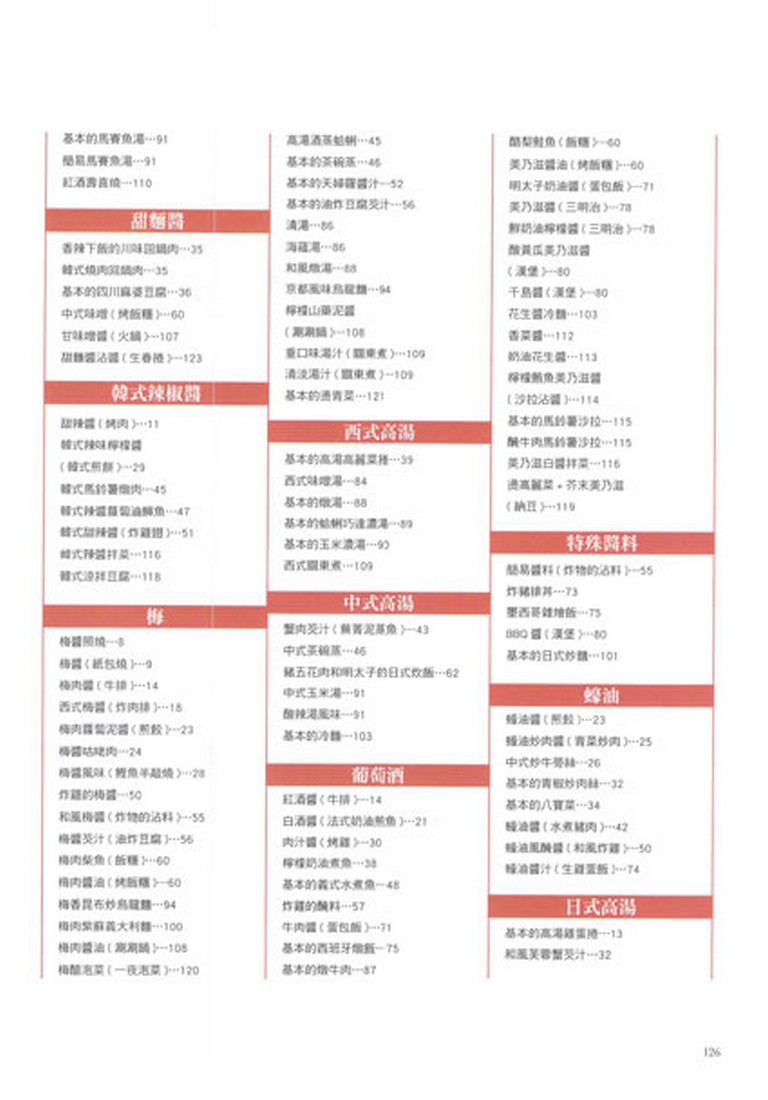 酪梨鮭魚（飯糰）…60
美乃滋醬油（烤飯糰）…60
明太子奶油醬（蛋包飯）…71
美乃滋醬（三明治）…78
鮮奶油檸檬醬（三明治）…78
酸黃瓜美乃滋醬
（漢堡）…80
千島醬（漢堡）…80
花生醬冷麵…103
香菜醬…112
奶油花生醬…113
檸檬鮪魚美乃滋醬
（沙拉沾醬）…114
基本的馬鈴薯沙拉…115
醃牛肉馬鈴薯沙拉…115
美乃滋白醬拌菜…116
燙高麗菜＋芥末美乃滋
（納豆）…119
特殊醬料
簡易醬料（炸物的沾料）…55
炸豬排丼…73
墨西哥雜燴飯…75
BBQ 醬（漢堡）…80
基本的日式炒麵…101
蠔油
蠔油醬（煎餃）…23
蠔油炒肉醬（青菜炒肉）…25
中式炒牛蒡絲…26
基本的青椒炒肉絲…32
基本的八寶菜…34
蠔油醬（水煮豬肉）…42
蠔油風醃醬（和風炸雞）…50
蠔油醬汁（生雞蛋飯）…74
日式高湯
基本的高湯雞蛋捲…13
和風芙蓉蟹芡汁…32
高湯酒蒸蛤蜊…45
基本的茶碗蒸…46
基本的天婦羅醬汁…52
基本的油炸豆腐芡汁…56
清湯…86
海蘊湯…86
和風燉湯…88
京都風味烏龍麵…94
檸檬山藥泥醬
（涮涮鍋）…108
重口味湯汁（關東煮）…109
清淡湯汁（關東煮）…109
基本的燙青菜…121
西式高湯
基本的高湯高麗菜捲…39
西式味噌湯…84
基本的燉湯…88
基本的蛤蜊巧達濃湯…89
基本的玉米濃湯…90
西式關東煮…109
中式高湯
蟹肉芡汁（蕪菁泥蒸魚）…43
中式茶碗蒸…46
豬五花肉和明太子的日式炊飯…62
中式玉米湯…91
酸辣湯風味…91
基本的冷麵…103
葡萄酒
紅酒醬（牛排）…14
白酒醬（法式奶油煎魚）…21
肉汁醬（烤雞）…30
檸檬奶油煮魚…38
基本的義式水煮魚…48
炸雞的醃料…57
牛肉醬（蛋包飯）…71
基本的西班牙燉飯…75
基本的燉牛肉…87
基本的馬賽魚湯…91
簡易馬賽魚湯…91
紅酒壽喜燒…110
甜麵醬
香辣下飯的川味回鍋肉…35
韓式燒肉回鍋肉…35
基本的四川麻婆豆腐…36
中式味噌（烤飯糰）…60
甘味噌醬（火鍋）…107
甜麵醬沾醬（生春捲）…123
韓式辣椒醬
甜辣醬（烤肉）…11
韓式辣味檸檬醬
（韓式煎餅）…29
韓式馬鈴薯燉肉…45
韓式辣醬蘿蔔滷鰤魚…47
韓式甜辣醬（炸雞翅）…51
韓式辣醬拌菜…116
韓式涼拌豆腐…118
梅
梅醬照燒…8
梅醬（紙包燒）…9
梅肉醬（牛排）…14
西式梅醬（炸肉排）…18
梅肉蘿蔔泥醬（煎餃）…23
梅醬咕咾肉…24
梅醬風味（鰹魚半敲燒）…28
炸雞的梅醬…50
和風梅醬（炸物的沾料）…55
梅醬芡汁（油炸豆腐）…56
梅肉柴魚（飯糰）…60
梅肉醬油（烤飯糰）…60
梅香昆布炒烏龍麵…94
梅肉紫蘇義大利麵…100
梅肉醬油（涮涮鍋）…108
梅醋泡菜（一夜泡菜）…120
126